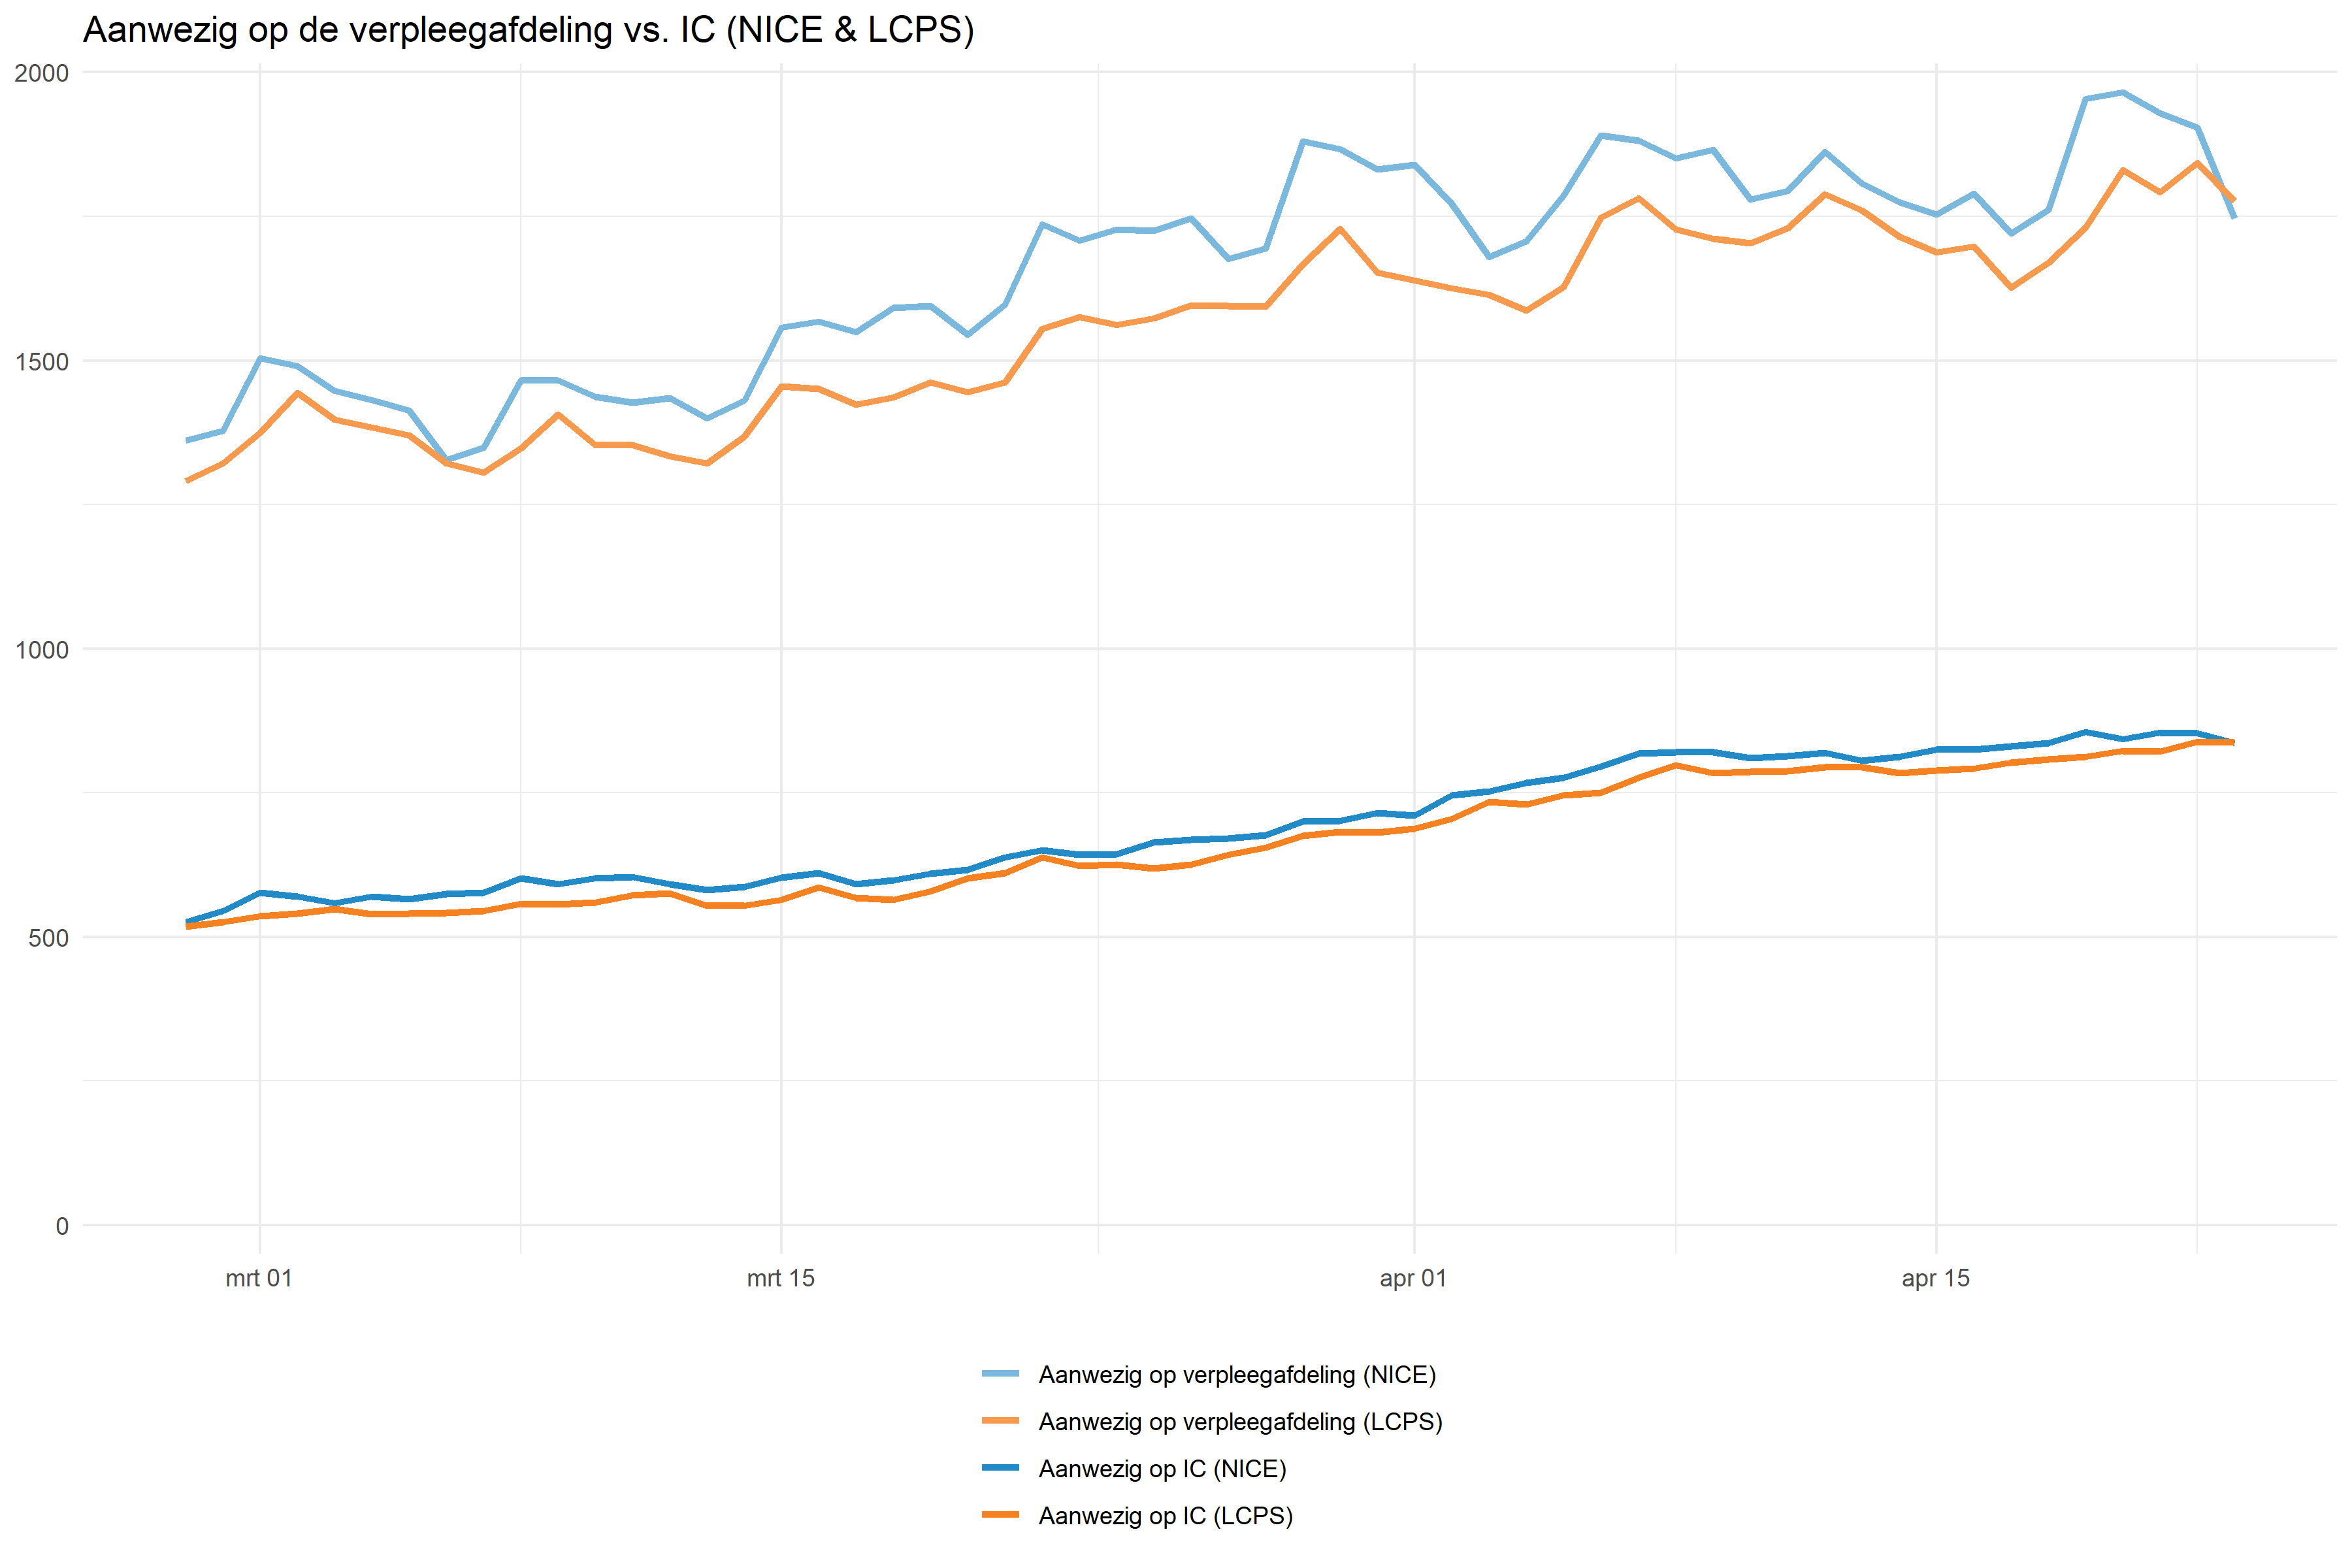 Aanwezig op de verpleegafdeling vs. IC (NICE & LCPS)
2000
1500
1000
500
0
mrt 01 mrt 15 apr 01 apr 15
Aanwezig op verpleegafdeling (NICE)
Aanwezig op verpleegafdeling (LCPS)
Aanwezig op IC (NICE)
Aanwezig op IC (LCPS)